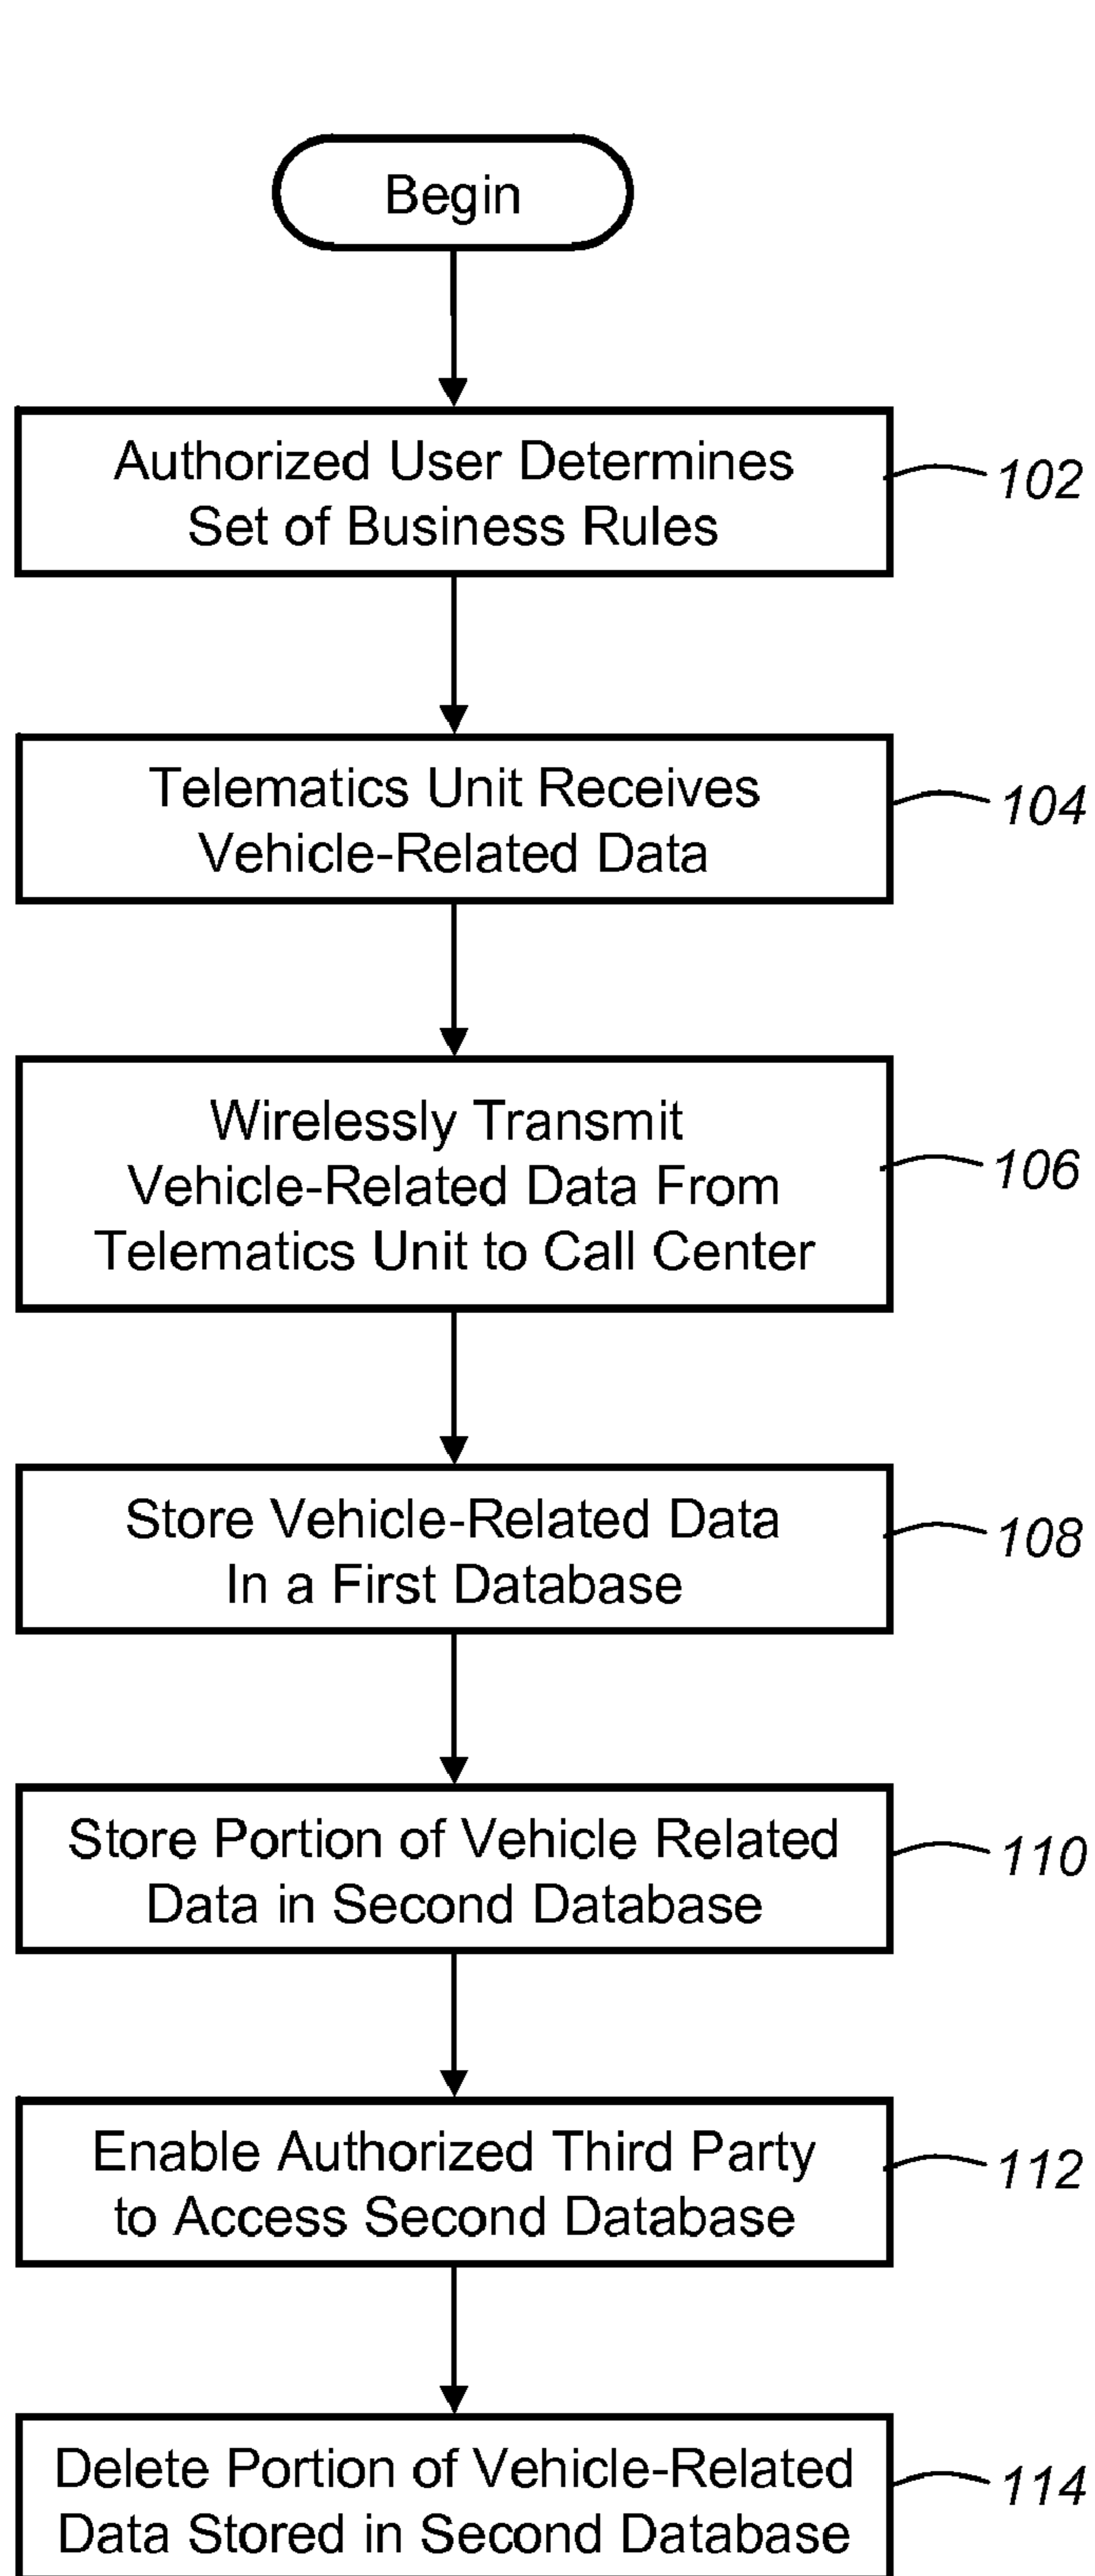 Begin
Authorized User Determines
Set of Business Rules
102
Telematics Unit Receives
Vehicle-Related Data
104
Wirelessly Transmit
Vehicle-Related Data From
Telematics Unit to Call Center
106
Store Vehicle-Related Data
In a First Database
108
Store Portion of Vehicle Related
Data in Second Database
110
Enable Authorized Third Party
to Access Second Database
112
Delete Portion of Vehicle-Related
Data Stored in Second Database
114